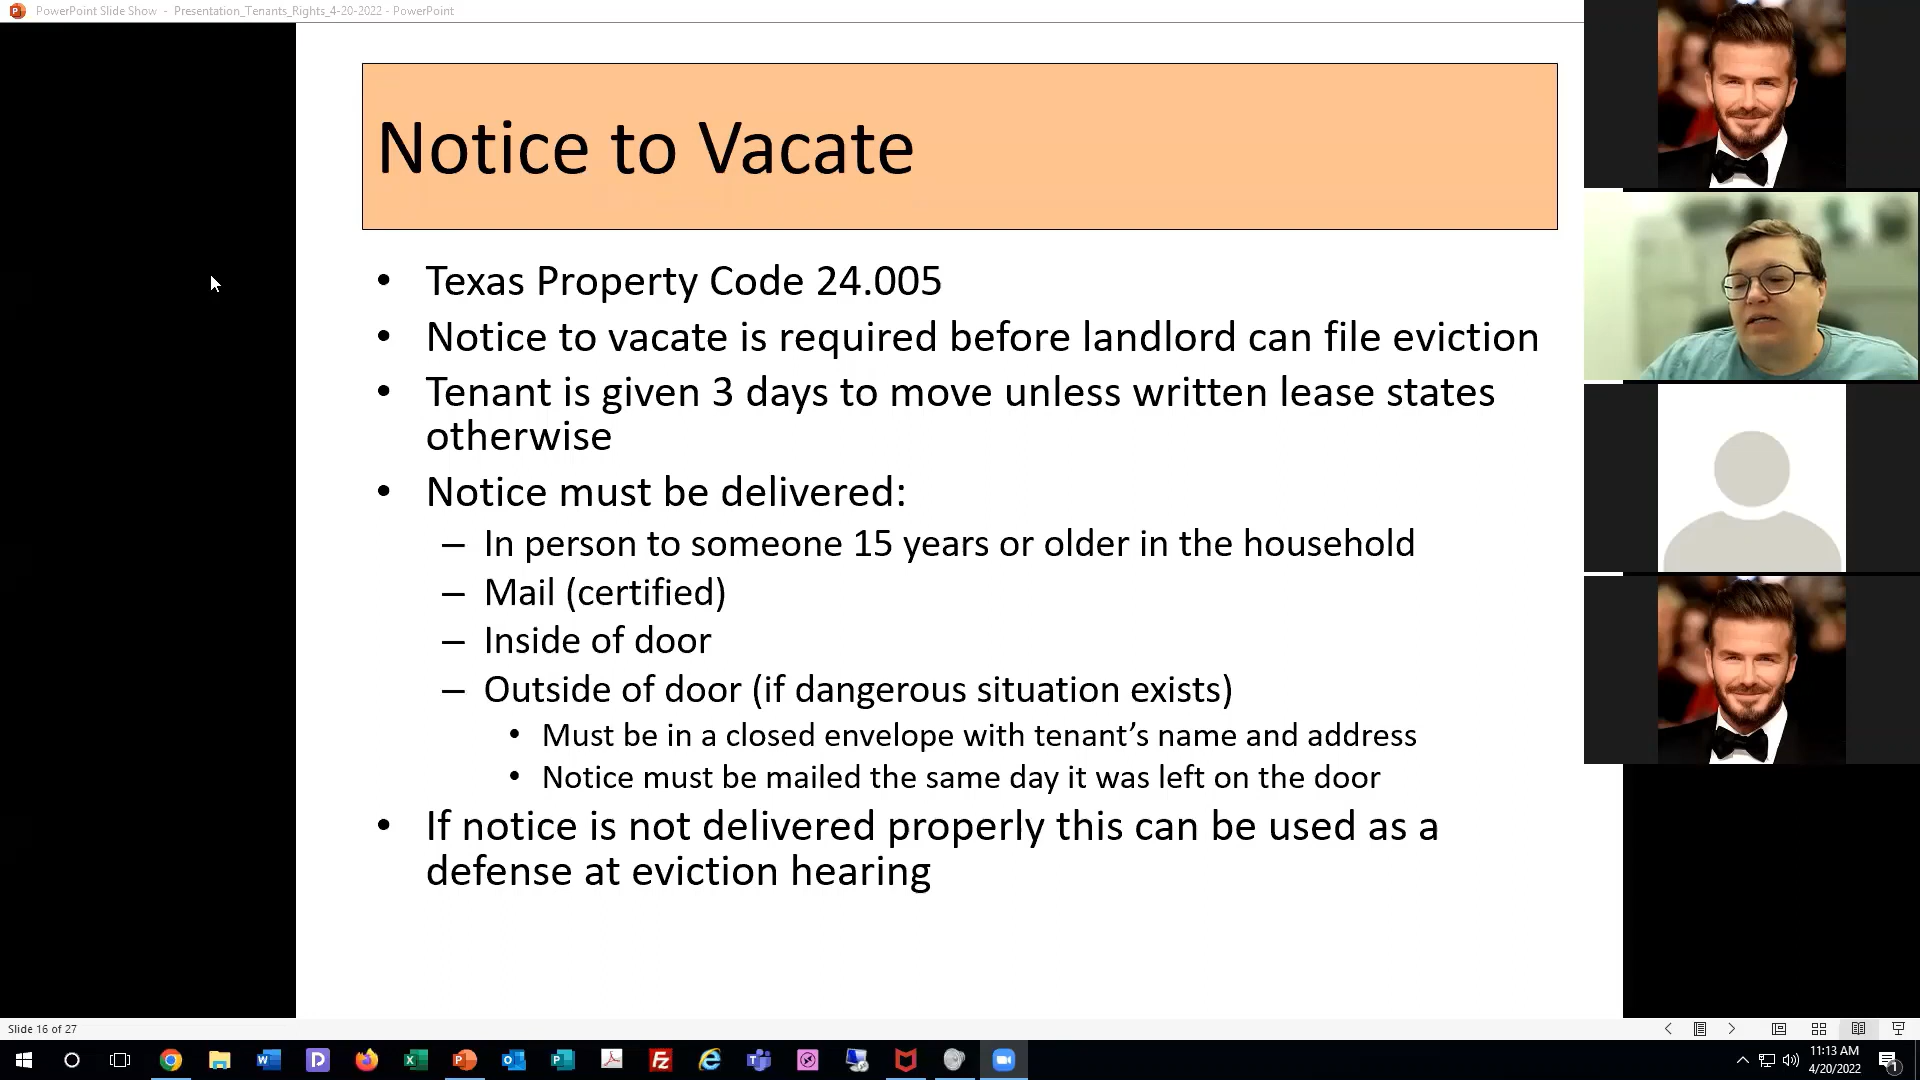 PowerPoint Slide Show - Presentation_Tenants_Rights_4-20-2022 - PowerPoint
Notice to Vacate
• Texas Property Code 24.005
• Notice to vacate is required before landlord can file eviction
• Tenant is given 3 days to move unless written lease states
otherwise
• Notice must be delivered:
– In person to someone 15 years or older in the household
– Mail (certified)
– Inside of door
– Outside of door (if dangerous situation exists)
• Must be in a closed envelope with tenant’s name and address
• Notice must be mailed the same day it was left on the door
• If notice is not delivered properly this can be used as a
defense at eviction hearing
Slide 16 of 27
11:13 AM
4/20/2022
1